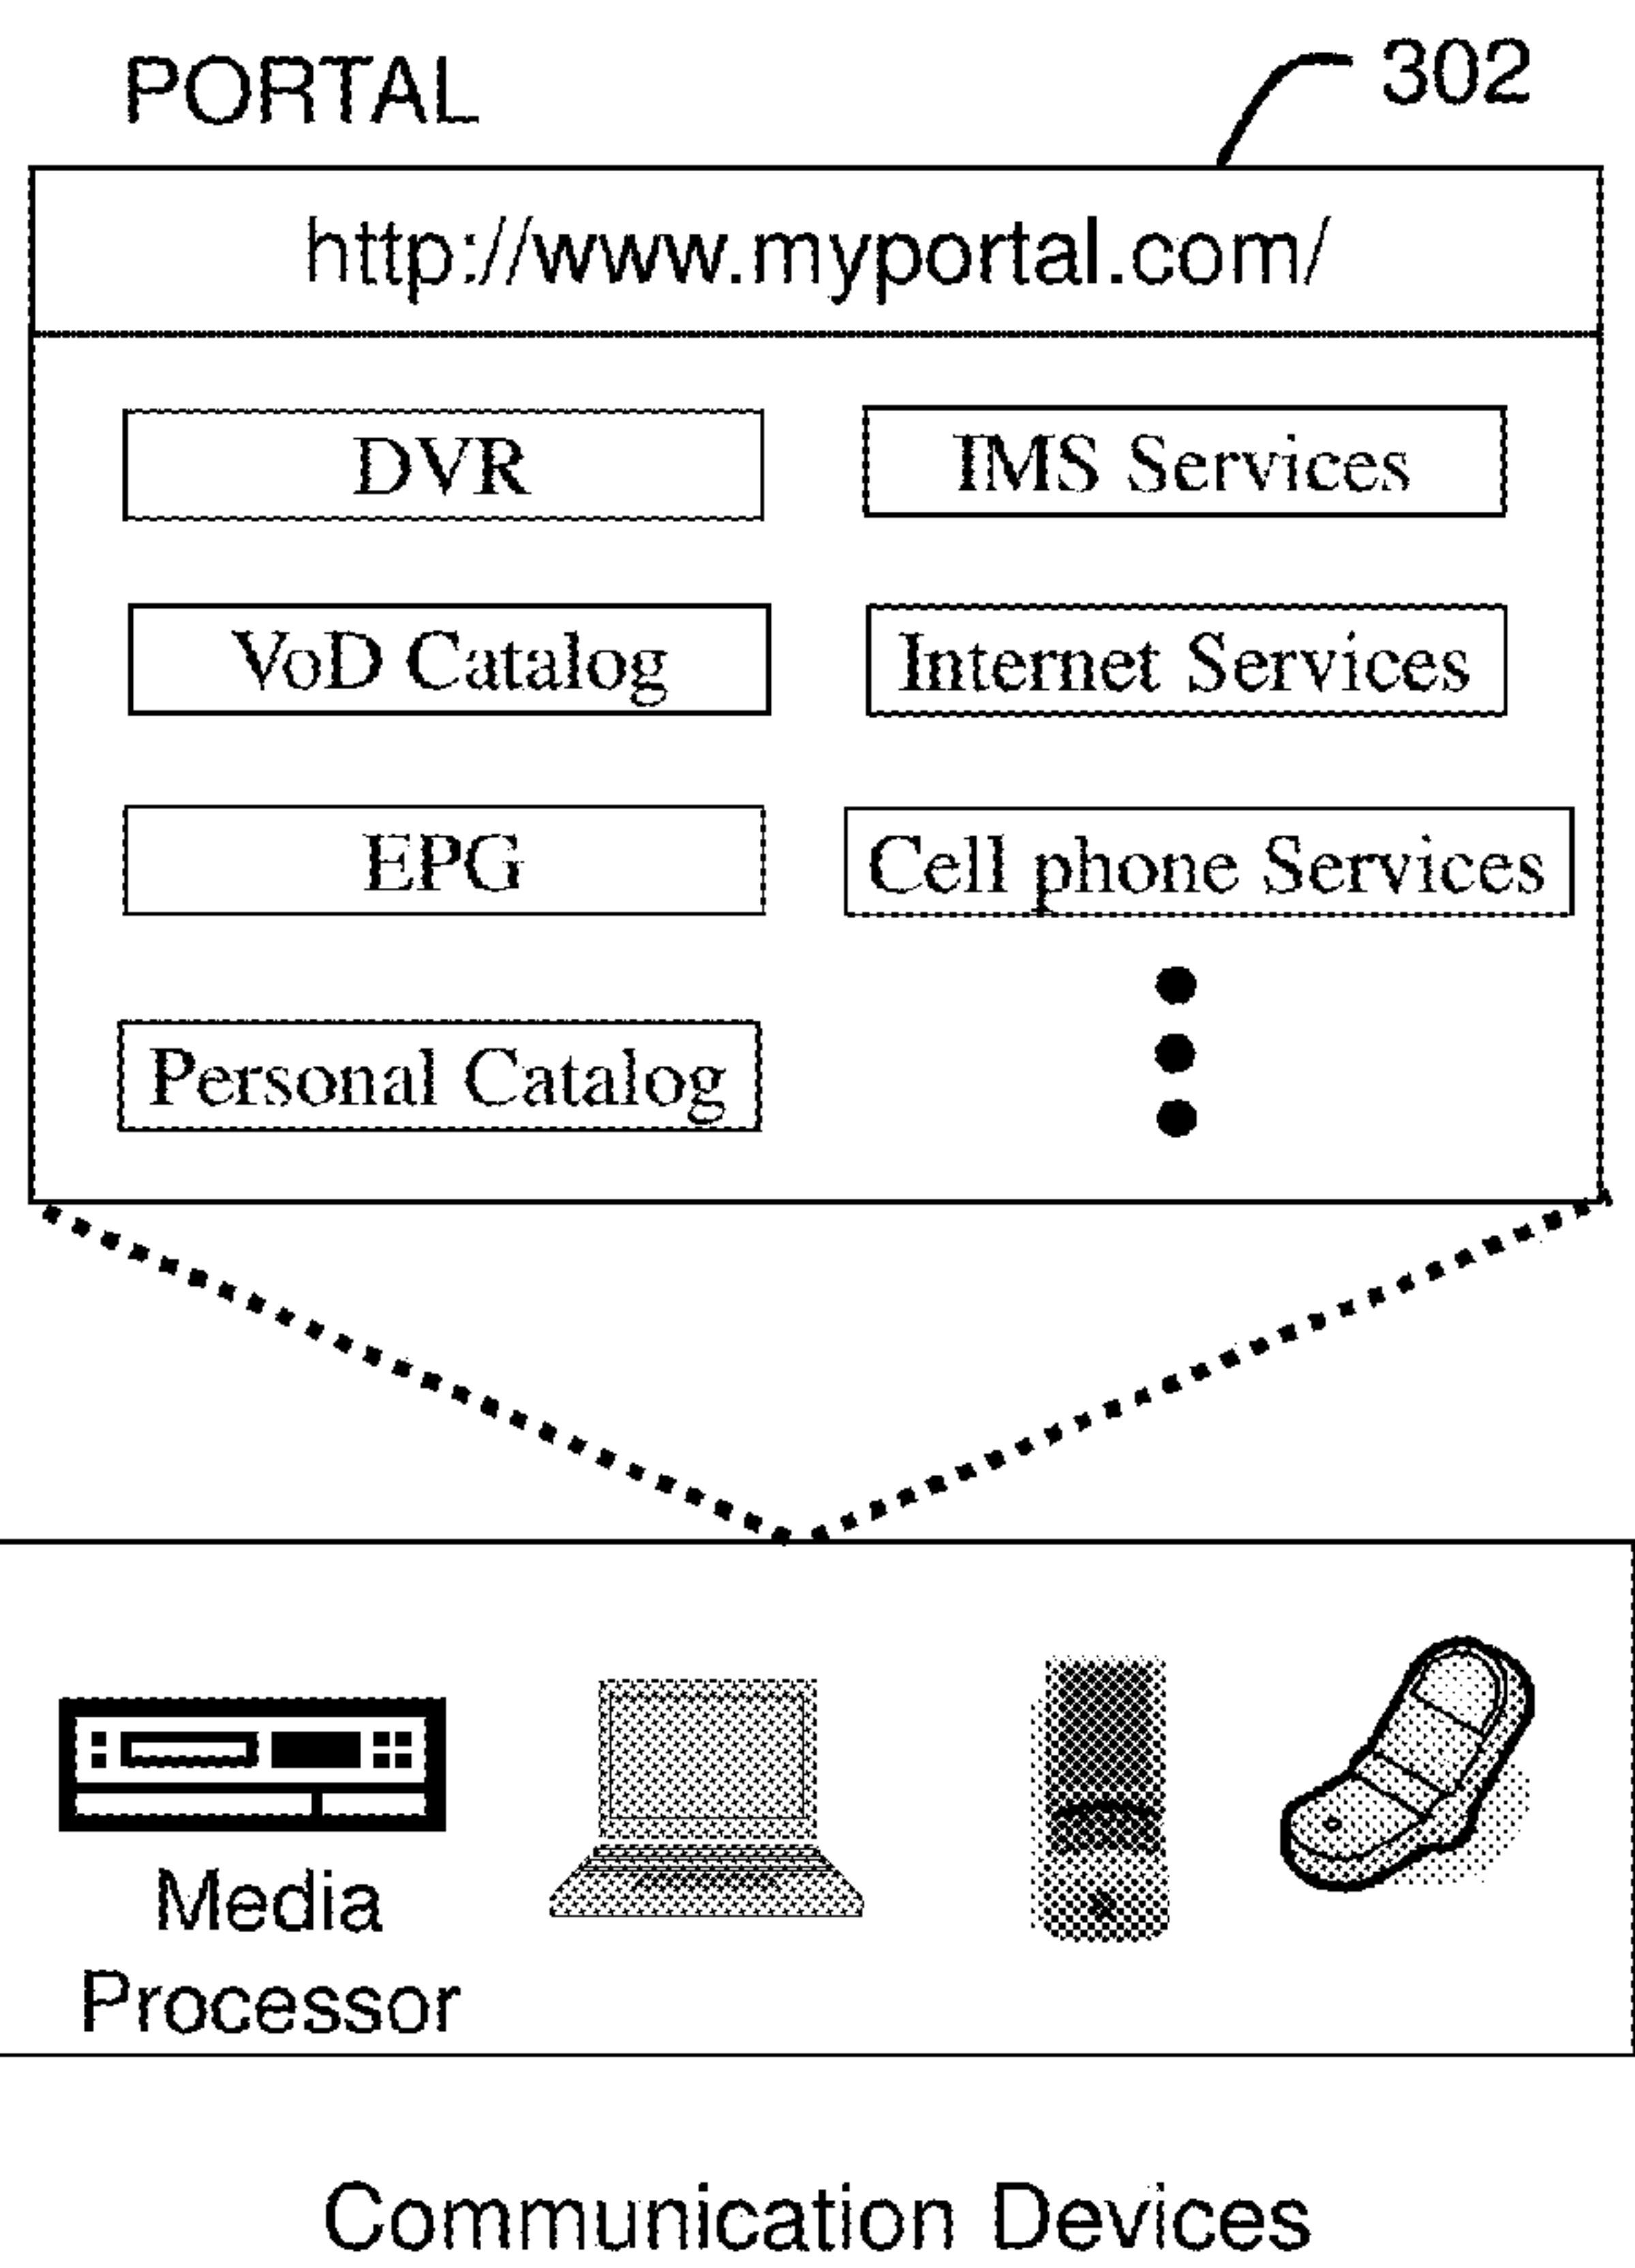 PORTAL
302
http://www.myportal.com/
DVR
IMS Services
VoD Catalog
Internet Services
EPG
Cell phone Services
Personal Catalog
Media
Processor
Communication Devices